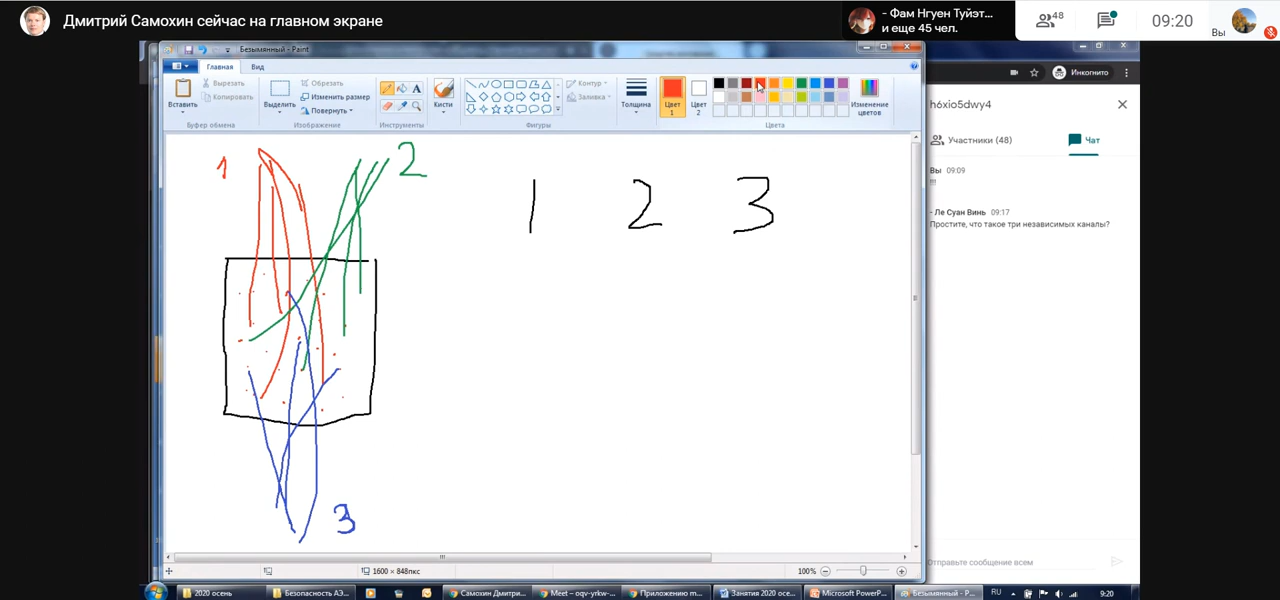 Дмитрий Самохин сейчас на главном экране
- Фам Нгуен Туйэт...
и еще 45 чел.
48
09:20
Вы
Безымянный - Paint
Инкогнито
Главная
Вид
Вставить
Вырезать
Копировать
Буфер обмена
Выделить
Обрезать
Изменить размер
Повернуть
Изображение
Инструменты
Кисти
Фигуры
Контур
Заливка
Толщина
Цвет 1
Цвет 2
Цвета
Изменение цветов
h6xio5dwy4
Участники (48)
Чат
Вы 09:09
!!!
- Ле Суан Винь 09:17
Простите, что такое три независимых каналы?
1
2
1 2 3
3
Отправьте сообщение всем
1600 × 848пкс
100%
2020 осень
Безопасность АЭ...
Самохин Дмитри...
Meet – oqv-yrkw-...
Приложению m...
Занятия 2020 осе...
Microsoft PowerP...
Безымянный - P...
RU
9:20